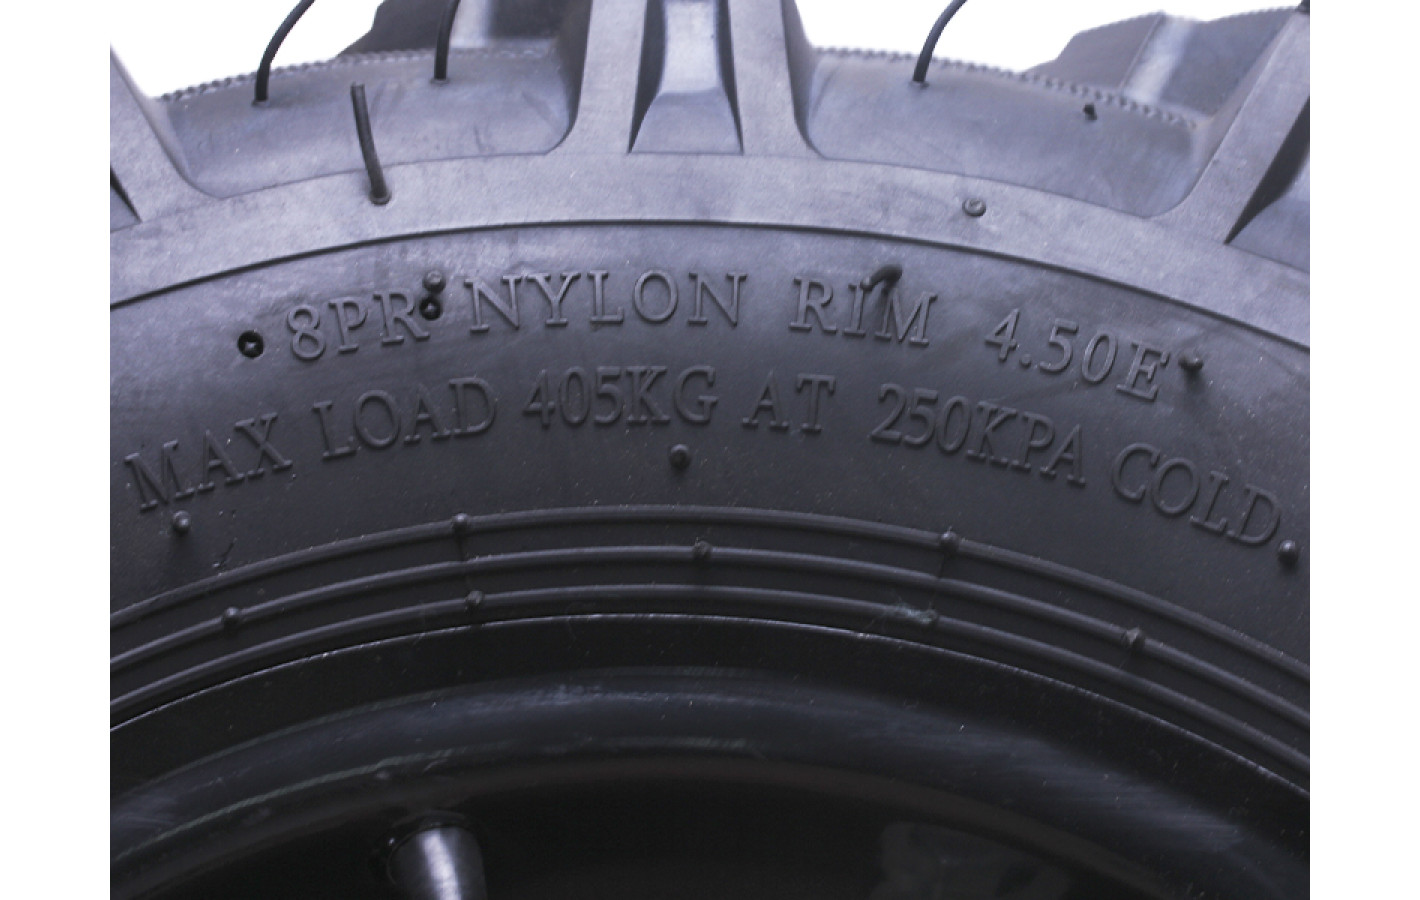 8PR NYLON RIM 4.50E
MAX LOAD 405KG AT 250KPA COLD.